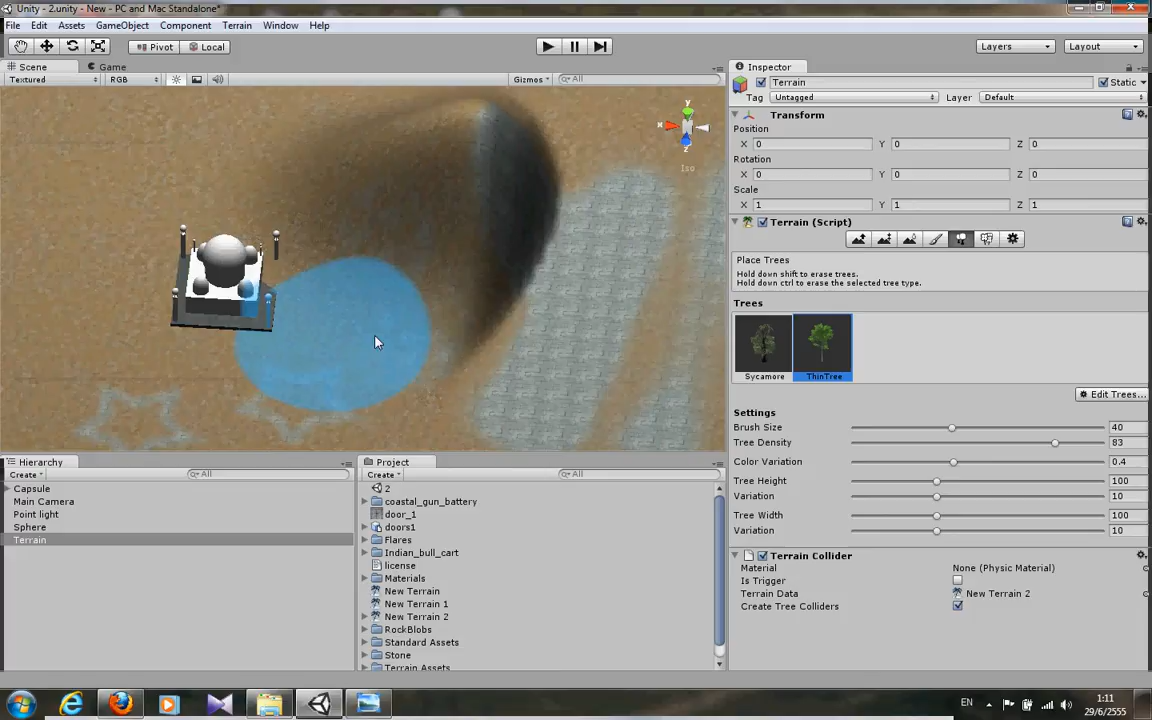 Unity - 2.unity - New - PC and Mac Standalone*
File Edit Assets GameObject Component Terrain Window Help
Pivot Local Layers Layout
Scene Game
Textured RGB Gizmos All
y
x
z
Iso
Inspector
Terrain Static
Tag Untagged Layer Default
Transform
Position
X 0 Y 0 Z 0
Rotation
X 0 Y 0 Z 0
Scale
X 1 Y 1 Z 1
Terrain (Script)
Place Trees
Hold down shift to erase trees.
Hold down ctrl to erase the selected tree type.
Trees
Sycamore ThinTree
Edit Trees...
Settings
Brush Size 40
Tree Density 83
Color Variation 0.4
Tree Height 100
Variation 10
Tree Width 100
Variation 10
Terrain Collider
Material None (Physic Material)
Is Trigger
Terrain Data New Terrain 2
Create Tree Colliders
Hierarchy
Create All
Capsule
Main Camera
Point light
Sphere
Terrain
Project
Create All
2
coastal_gun_battery
door_1
doors1
Flares
Indian_bull_cart
license
Materials
New Terrain
New Terrain 1
New Terrain 2
RockBlobs
Standard Assets
Stone
Terrain Assets
EN 1:11
29/6/2555